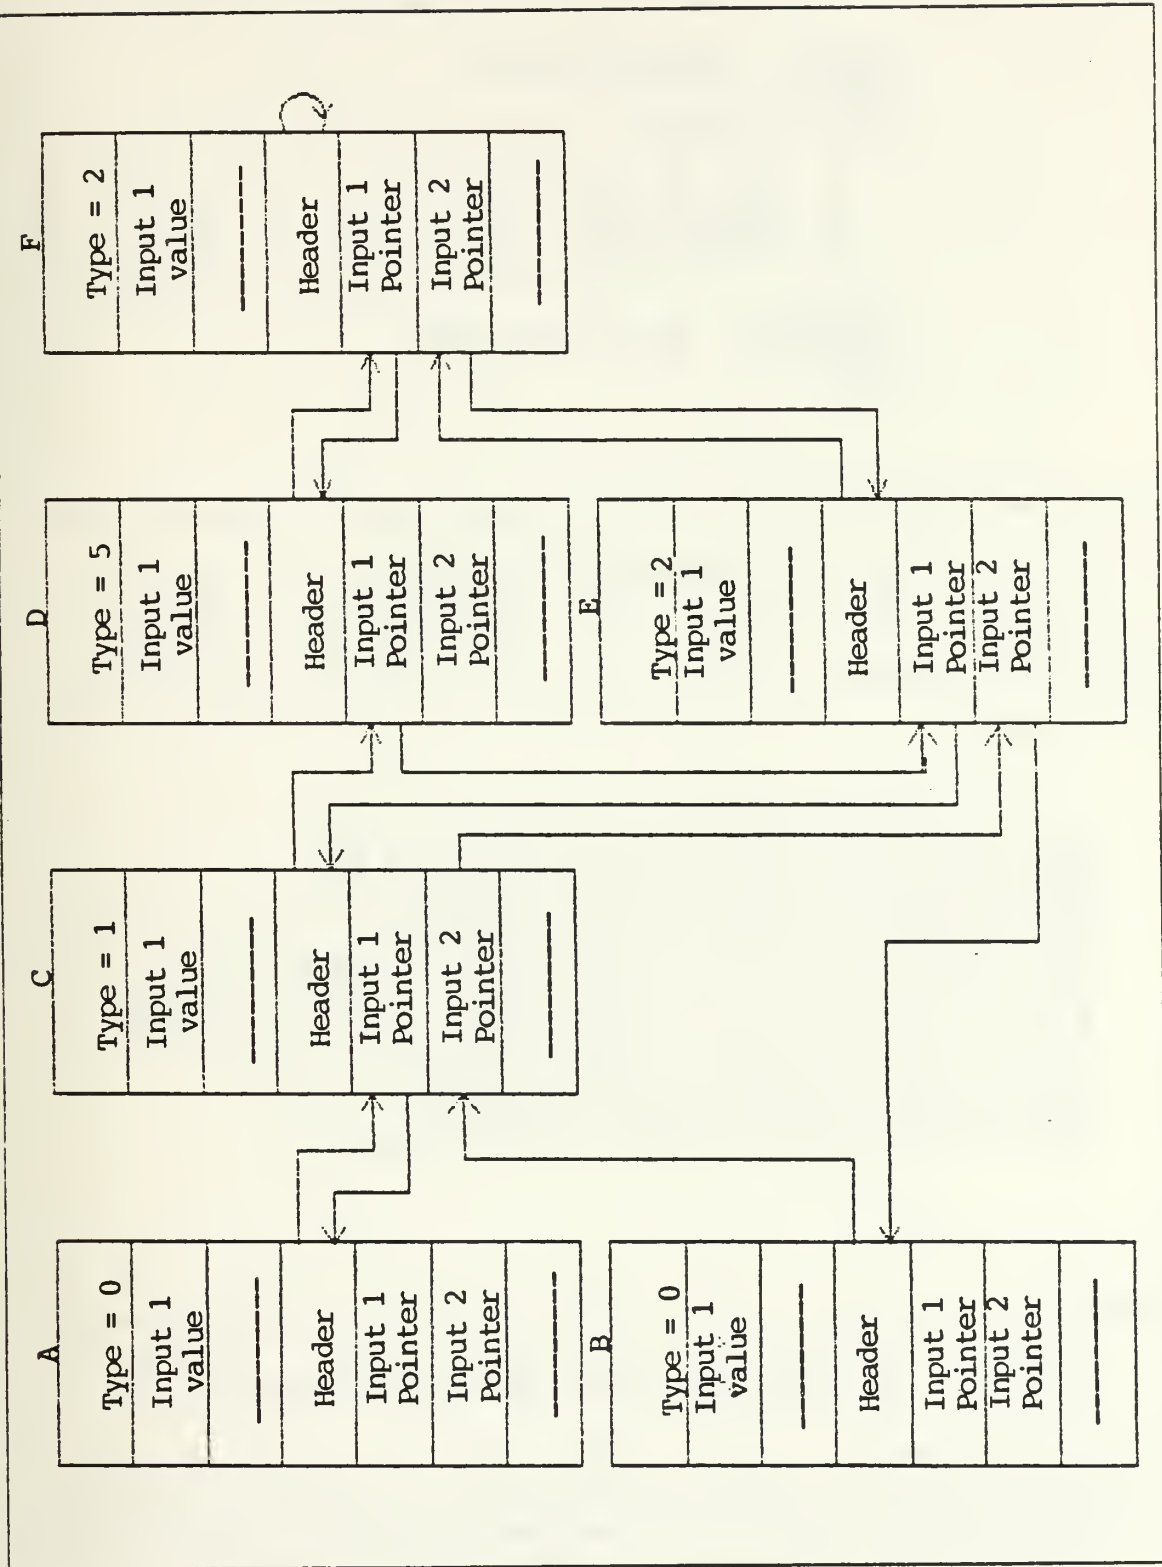 A
Type = 0
Input 1
value
Header
Input 1
Pointer
Input 2
Pointer
B
Type = 0
Input 1
value
Header
Input 1
Pointer
Input 2
Pointer
C
Type = 1
Input 1
value
Header
Input 1
Pointer
Input 2
Pointer
D
Type = 5
Input 1
value
Header
Input 1
Pointer
Input 2
Pointer
E
Type = 2
Input 1
value
Header
Input 1
Pointer
Input 2
Pointer
F
Type = 2
Input 1
value
Header
Input 1
Pointer
Input 2
Pointer